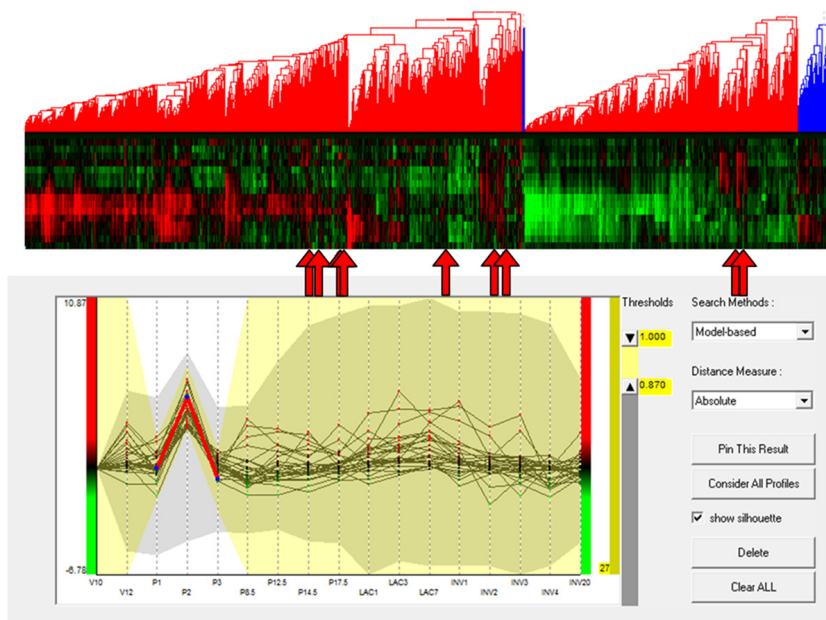 10.87
-6.78
V10
V12
P1
P2
P3
P8.5
P12.5
P14.5
P17.5
LAC1
LAC3
LAC7
INV1
INV2
INV3
INV4
INV20
27
Thresholds
1.000
0.870
Search Methods :
Model-based
Distance Measure :
Absolute
Pin This Result
Consider All Profiles
show silhouette
Delete
Clear ALL